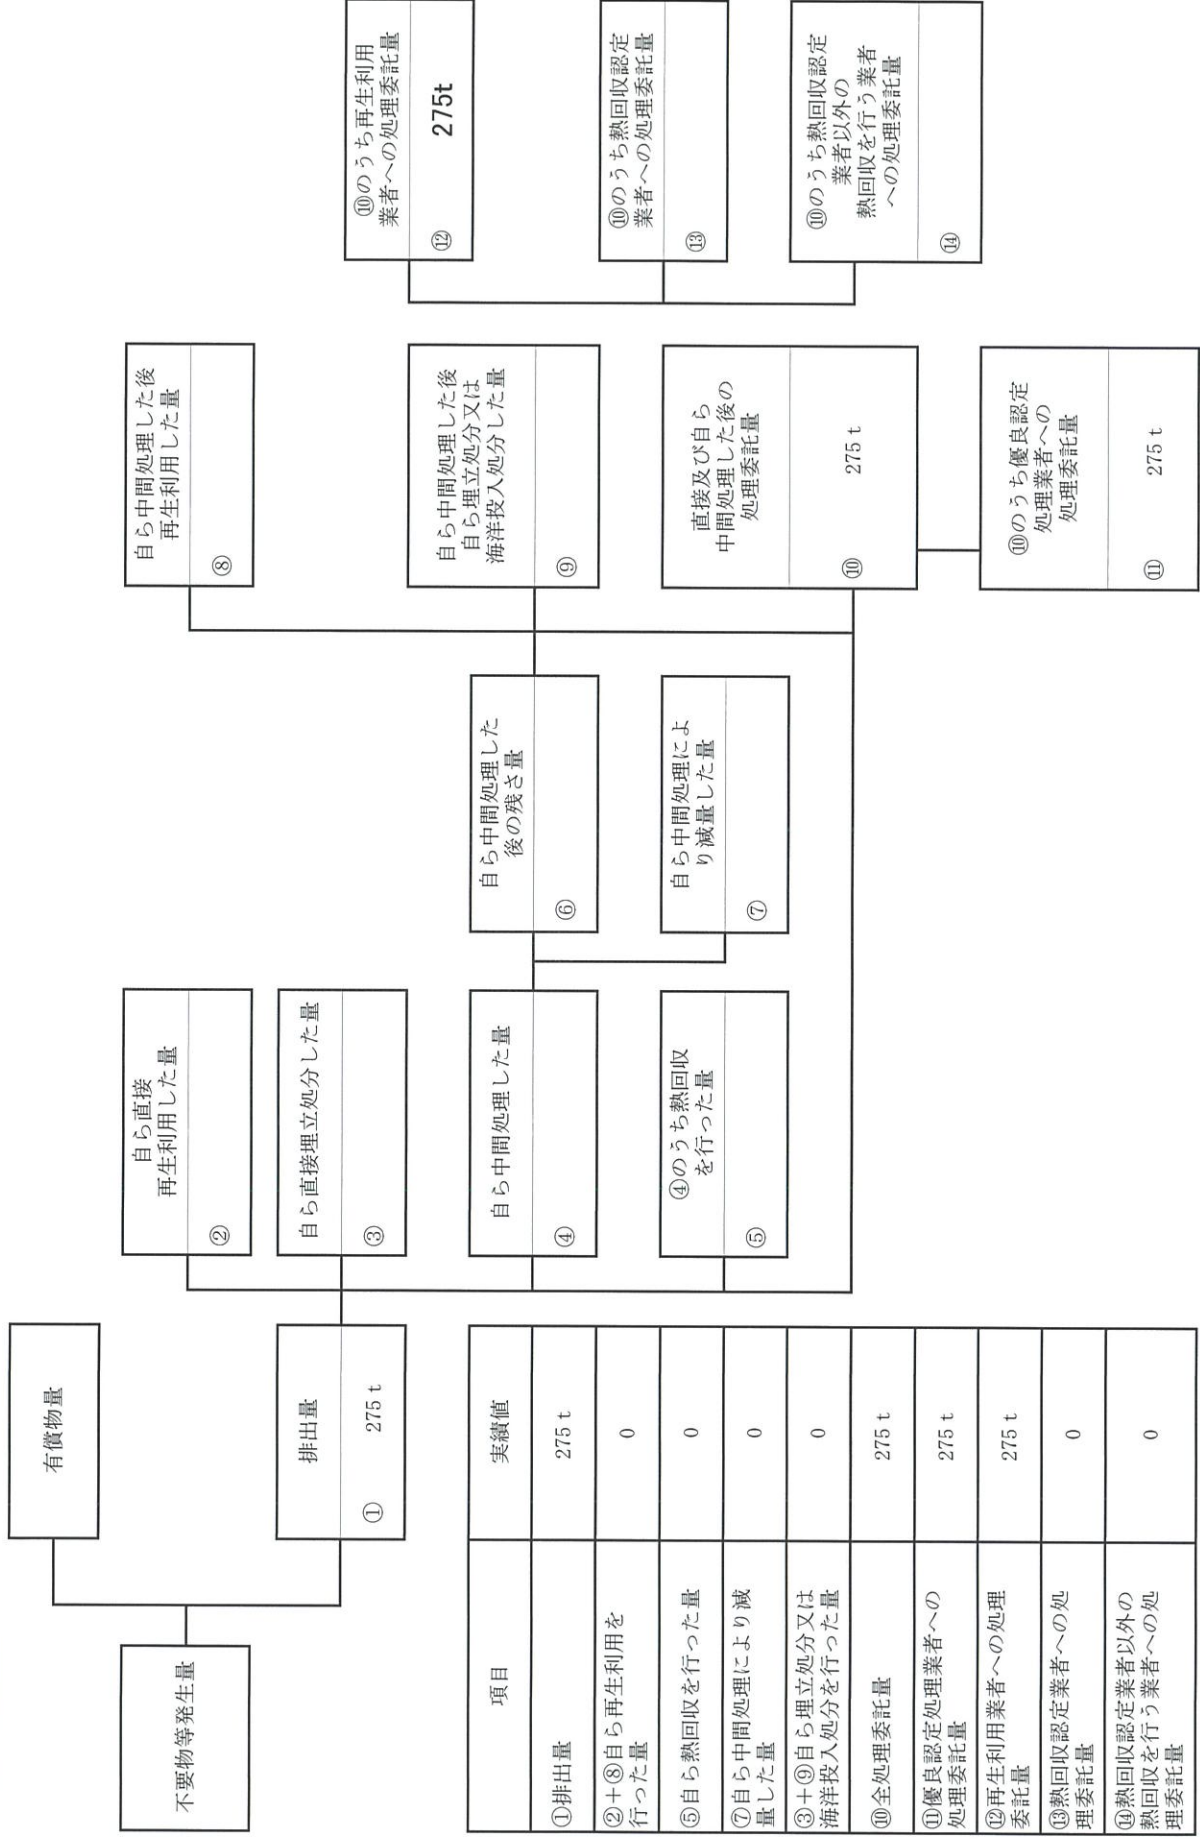 不要物等発生量
有償物量
排出量
①
275 t
自ら直接
再生利用した量
②
自ら直接埋立処分した量
③
自ら中間処理した量
④
④のうち熱回収
を行った量
⑤
自ら中間処理した
後の残さ量
⑥
自ら中間処理によ
り減量した量
⑦
自ら中間処理した後
再生利用した量
⑧
自ら中間処理した後
自ら埋立処分又は
海洋投入処分した量
⑨
直接及び自ら
中間処理した後の
処理委託量
⑩
275 t
⑩のうち優良認定
処理業者への
処理委託量
⑪
275 t
⑩のうち再生利用
業者への処理委託量
⑫
275t
⑩のうち熱回収認定
業者への処理委託量
⑬
⑩のうち熱回収認定
業者以外の
熱回収を行う業者
への処理委託量
⑭
項目 実績値
①排出量 275 t
②+⑧自ら再生利用を
行った量 0
⑤自ら熱回収を行った量 0
⑦自ら中間処理により減
量した量 0
③+⑨自ら埋立処分又は
海洋投入処分を行った量 0
⑩全処理委託量 275 t
⑪優良認定処理業者への
処理委託量 275 t
⑫再生利用業者への処理
委託量 275 t
⑬熱回収認定業者への処
理委託量 0
⑭熱回収認定業者以外の
熱回収を行う業者への処
理委託量 0